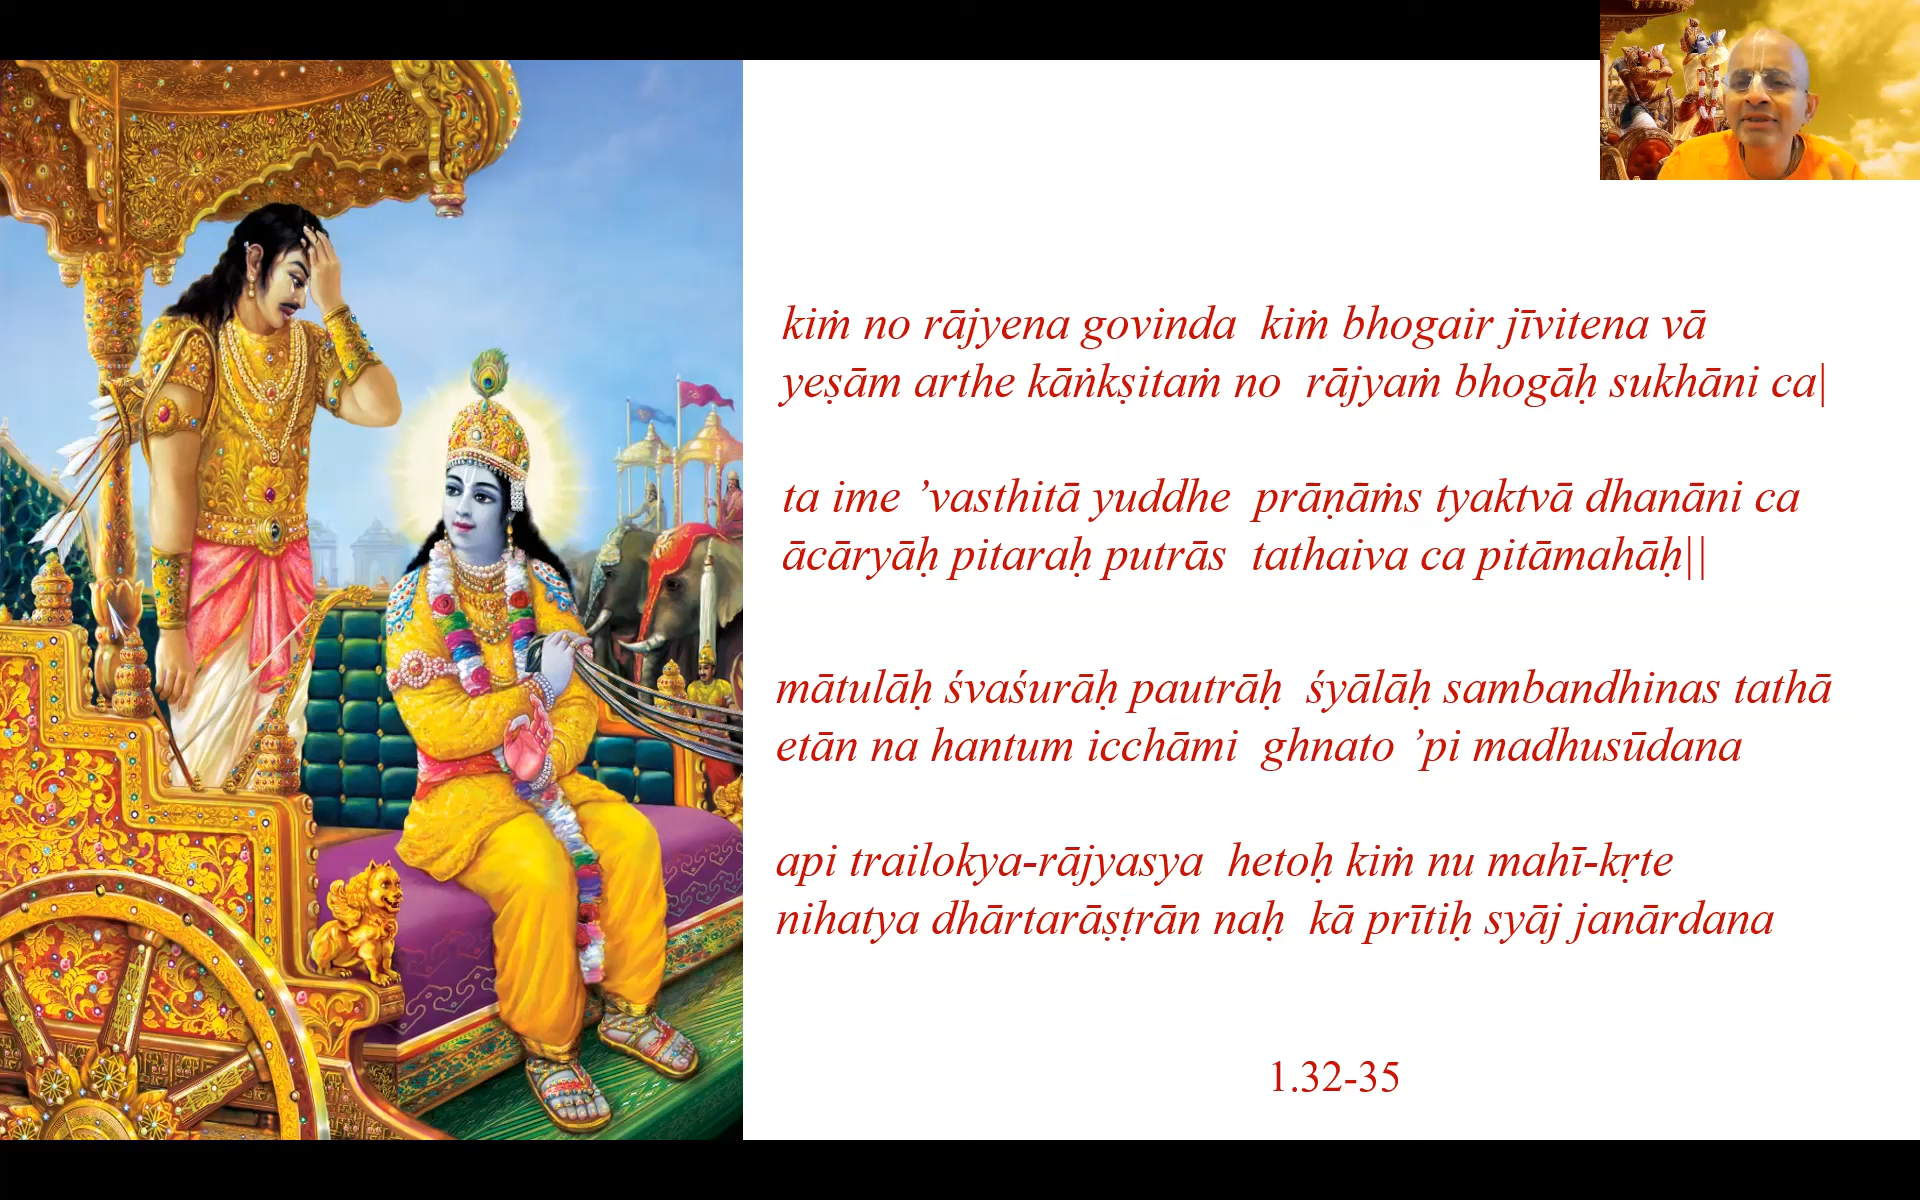 kiṁ no rājyena govinda  kiṁ bhogair jīvitena vā
yeṣām arthe kāṅkṣitaṁ no  rājyaṁ bhogāḥ sukhāni ca|
ta ime ’vasthitā yuddhe  prāṇāṁs tyaktvā dhanāni ca
ācāryāḥ pitaraḥ putrās  tathaiva ca pitāmahāḥ||
mātulāḥ śvaśurāḥ pautrāḥ  śyālāḥ sambandhinas tathā
etān na hantum icchāmi  ghnato ’pi madhusūdana
api trailokya-rājyasya  hetoḥ kiṁ nu mahī-kṛte
nihatya dhārtarāṣṭrān naḥ  kā prītiḥ syāj janārdana
1.32-35